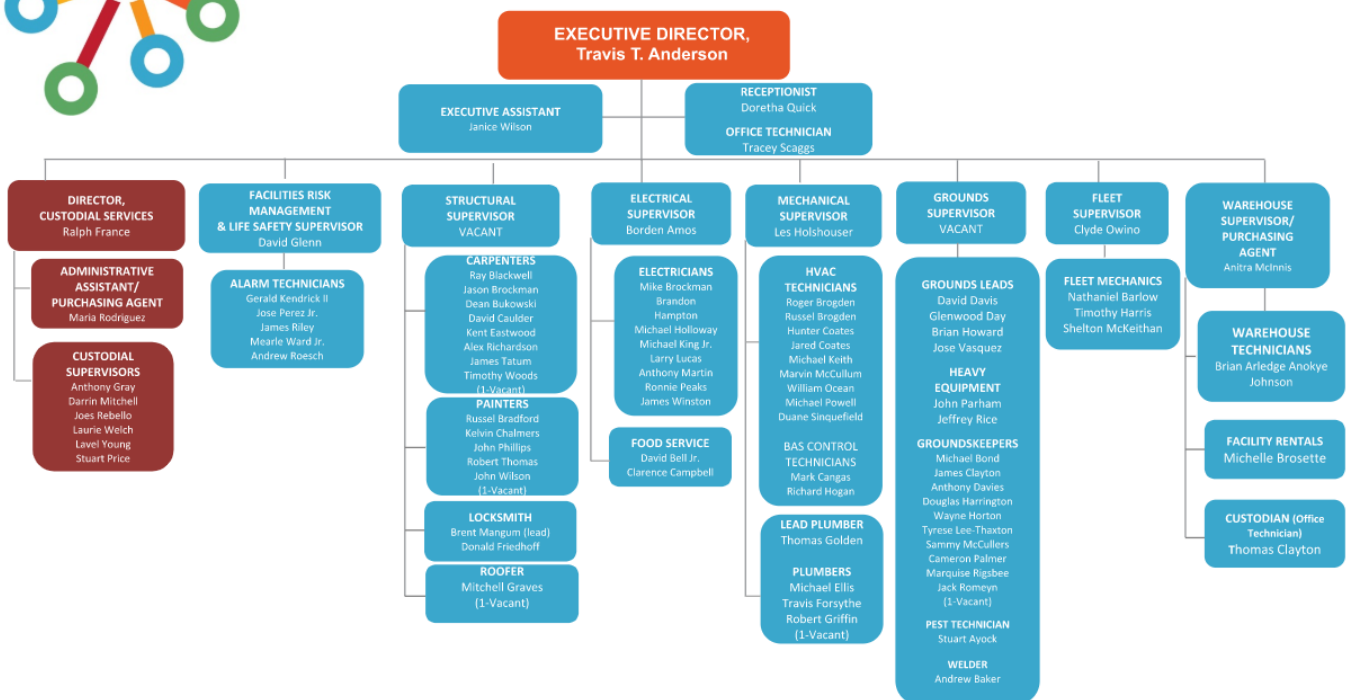 EXECUTIVE DIRECTOR,
Travis T. Anderson
EXECUTIVE ASSISTANT
Janice Wilson
RECEPTIONIST
Doretha Quick
OFFICE TECHNICIAN
Tracey Scaggs
DIRECTOR,
CUSTODIAL SERVICES
Ralph France
ADMINISTRATIVE
ASSISTANT/
PURCHASING AGENT
Maria Rodriguez
CUSTODIAL
SUPERVISORS
Anthony Gray
Darrin Mitchell
Joes Rebello
Laurie Welch
Lavel Young
Stuart Price
FACILITIES RISK
MANAGEMENT
& LIFE SAFETY SUPERVISOR
David Glenn
ALARM TECHNICIANS
Gerald Kendrick II
Jose Perez Jr.
James Riley
Mearle Ward Jr.
Andrew Roesch
STRUCTURAL
SUPERVISOR
VACANT
CARPENTERS
Ray Blackwell
Jason Brockman
Dean Bukowski
David Caulder
Kent Eastwood
Alex Richardson
James Tatum
Timothy Woods
(1-Vacant)
PAINTERS
Russel Bradford
Kelvin Chalmers
John Phillips
Robert Thomas
John Wilson
(1-Vacant)
LOCKSMITH
Brent Mangum (lead)
Donald Friedhoff
ROOFER
Mitchell Graves
(1-Vacant)
ELECTRICAL
SUPERVISOR
Borden Amos
ELECTRICIANS
Mike Brockman
Brandon
Hampton
Michael Holloway
Michael King Jr.
Larry Lucas
Anthony Martin
Ronnie Peaks
James Winston
FOOD SERVICE
David Bell Jr.
Clarence Campbell
MECHANICAL
SUPERVISOR
Les Holshouser
HVAC
TECHNICIANS
Roger Brogden
Russel Brogden
Hunter Coates
Jared Coates
Michael Keith
Marvin McCullum
William Ocean
Michael Powell
Duane Sinquefield
BAS CONTROL
TECHNICIANS
Mark Cangas
Richard Hogan
LEAD PLUMBER
Thomas Golden
PLUMBERS
Michael Ellis
Travis Forsythe
Robert Griffin
(1-Vacant)
GROUNDS
SUPERVISOR
VACANT
GROUNDS LEADS
David Davis
Glenwood Day
Brian Howard
Jose Vasquez
HEAVY
EQUIPMENT
John Parham
Jeffrey Rice
GROUNDSKEEPERS
Michael Bond
James Clayton
Anthony Davies
Douglas Harrington
Wayne Horton
Tyrese Lee-Thaxton
Sammy McCullers
Cameron Palmer
Marquise Rigsbee
Jack Romeyn
(1-Vacant)
PEST TECHNICIAN
Stuart Ayock
WELDER
Andrew Baker
FLEET
SUPERVISOR
Clyde Owino
FLEET MECHANICS
Nathaniel Barlow
Timothy Harris
Shelton McKeithan
WAREHOUSE
SUPERVISOR/
PURCHASING
AGENT
Anitra McInnis
WAREHOUSE
TECHNICIANS
Brian Arledge Anokye
Johnson
FACILITY RENTALS
Michelle Brosette
CUSTODIAN (Office
Technician)
Thomas Clayton